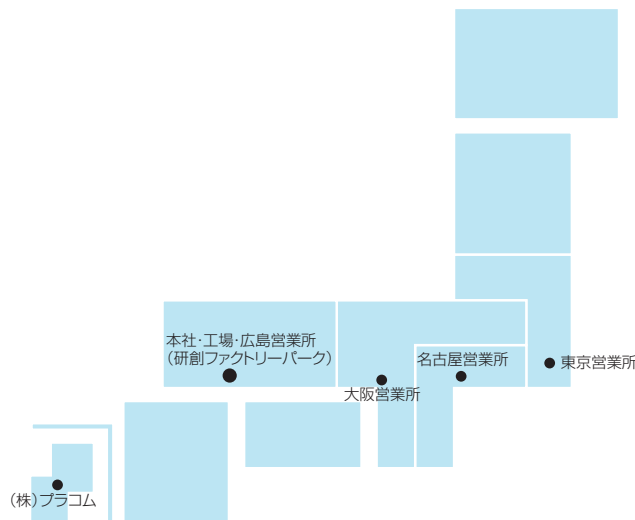 本社・工場・広島営業所
（研創ファクトリーパーク）
名古屋営業所
東京営業所
大阪営業所
（株）プラコム